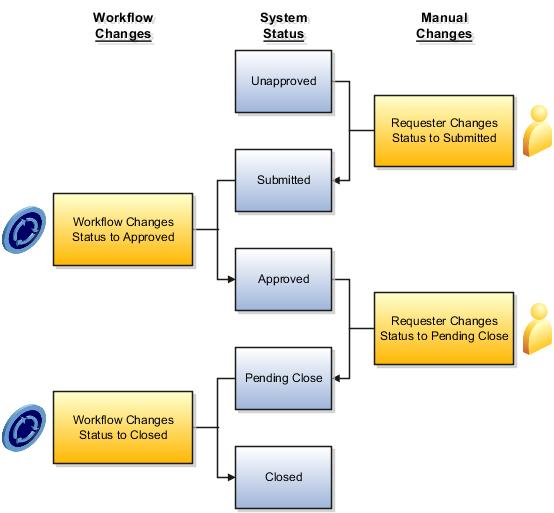 Workflow
Changes
System
Status
Manual
Changes
Unapproved
Requester Changes
Status to Submitted
Submitted
Workflow Changes
Status to Approved
Approved
Requester Changes
Status to Pending Close
Pending Close
Workflow Changes
Status to Closed
Closed